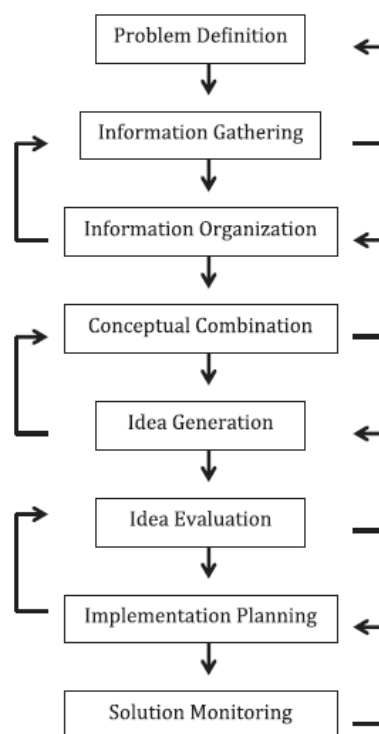 Problem Definition
Information Gathering
Information Organization
Conceptual Combination
Idea Generation
Idea Evaluation
Implementation Planning
Solution Monitoring